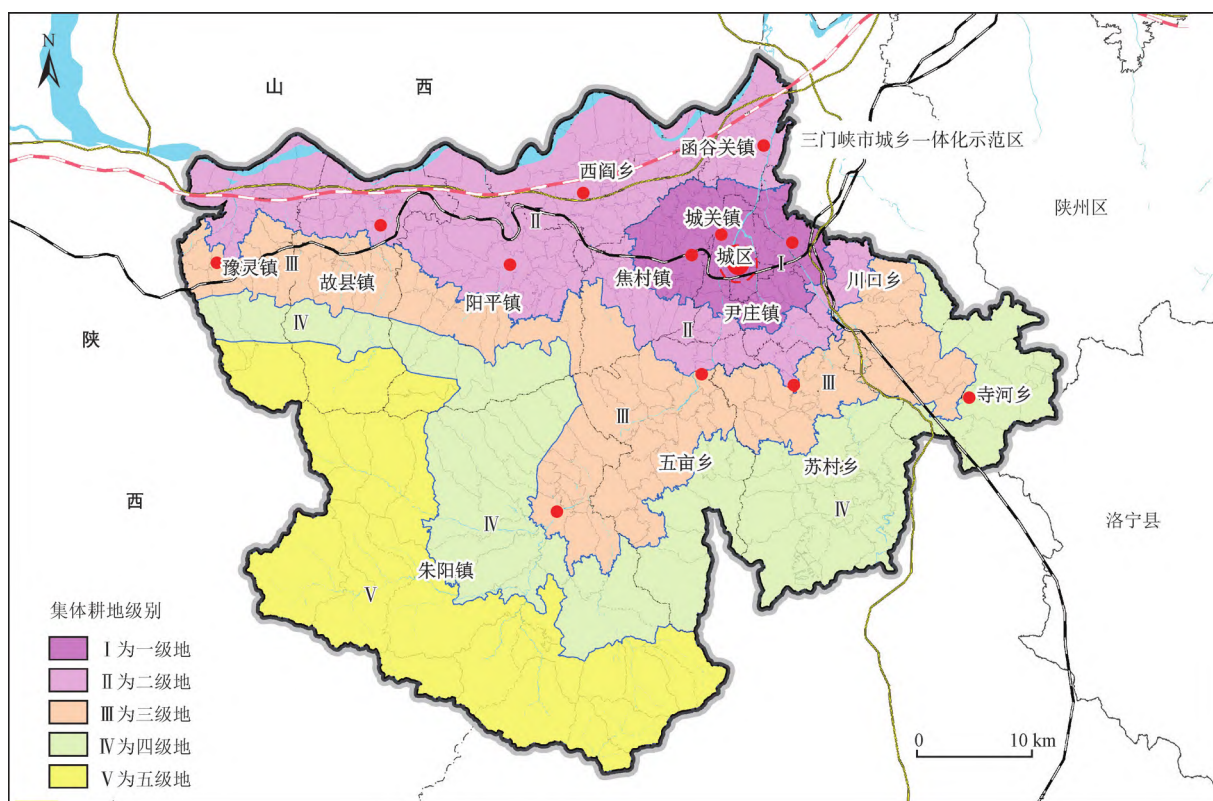 N
山 西
函谷关镇
三门峡市城乡一体化示范区
西阎乡
陕州区
城关镇
Ⅱ
城区
豫灵镇
Ⅲ
故县镇
阳平镇
焦村镇
Ⅰ
川口乡
尹庄镇
Ⅳ
Ⅱ
陕
Ⅲ
寺河乡
Ⅲ
五亩乡
苏村乡
西
Ⅳ
Ⅳ
洛宁县
朱阳镇
Ⅴ
集体耕地级别
Ⅰ为一级地
Ⅱ为二级地
Ⅲ为三级地
Ⅳ为四级地
Ⅴ为五级地
0 10 km